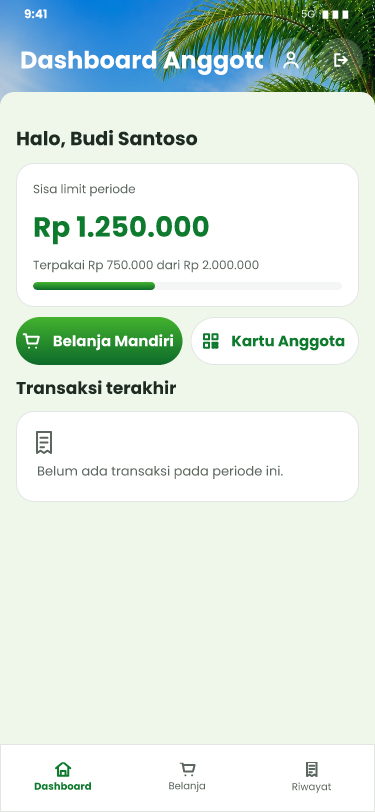 9:41
5G
Dashboard Anggota
Halo, Budi Santoso
Sisa limit periode
Rp 1.250.000
Terpakai Rp 750.000 dari Rp 2.000.000
Belanja Mandiri
Kartu Anggota
Transaksi terakhir
Belum ada transaksi pada periode ini.
Dashboard
Belanja
Riwayat